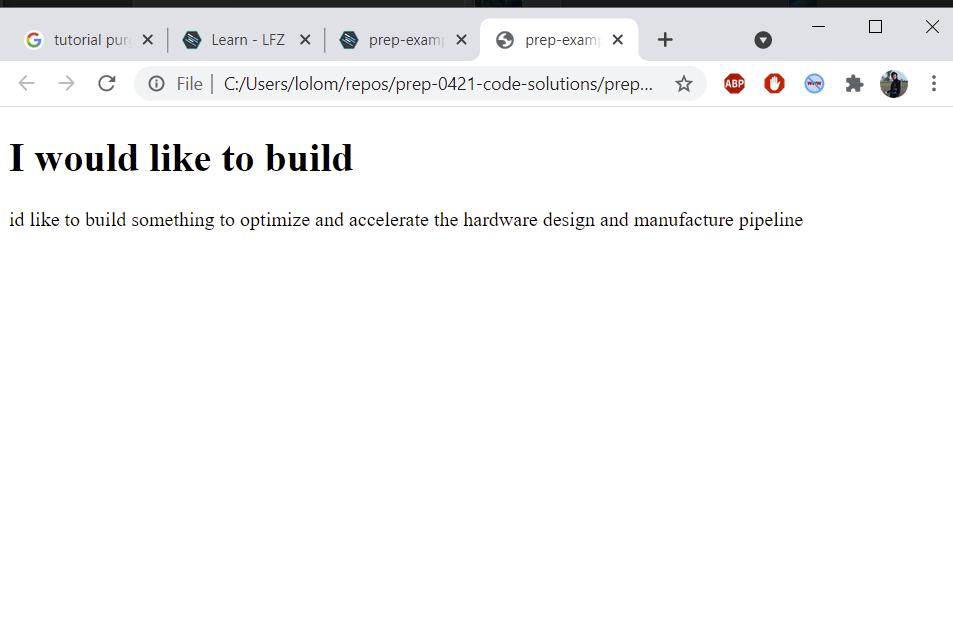 tutorial pur
Learn - LFZ
prep-exam
prep-examp
File | C:/Users/lolom/repos/prep-0421-code-solutions/prep...
ABP
I would like to build
id like to build something to optimize and accelerate the hardware design and manufacture pipeline